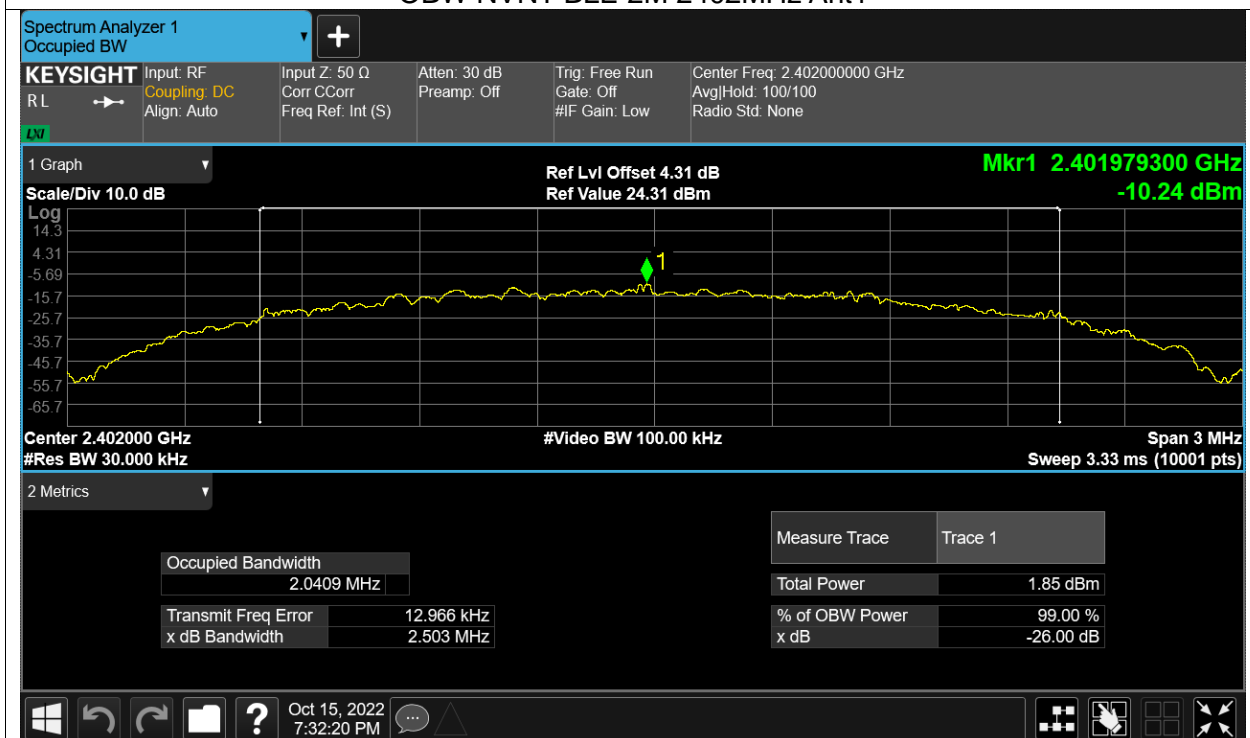 Spectrum Analyzer 1
Occupied BW
+
KEYSIGHT
R L
LXI
Input: RF
Coupling: DC
Align: Auto
Input Z: 50 Ω
Corr CCorr
Freq Ref: Int (S)
Atten: 30 dB
Preamp: Off
Trig: Free Run
Gate: Off
#IF Gain: Low
Center Freq: 2.402000000 GHz
Avg|Hold: 100/100
Radio Std: None
1 Graph
Scale/Div 10.0 dB
Ref Lvl Offset 4.31 dB
Ref Value 24.31 dBm
Mkr1 2.401979300 GHz
-10.24 dBm
Log
14.3
4.31
-5.69
-15.7
-25.7
-35.7
-45.7
-55.7
-65.7
1
Center 2.402000 GHz
#Res BW 30.000 kHz
#Video BW 100.00 kHz
Span 3 MHz
Sweep 3.33 ms (10001 pts)
2 Metrics
Occupied Bandwidth
2.0409 MHz
Transmit Freq Error 12.966 kHz
x dB Bandwidth 2.503 MHz
Measure Trace Trace 1
Total Power 1.85 dBm
% of OBW Power 99.00 %
x dB -26.00 dB
?
Oct 15, 2022
7:32:20 PM